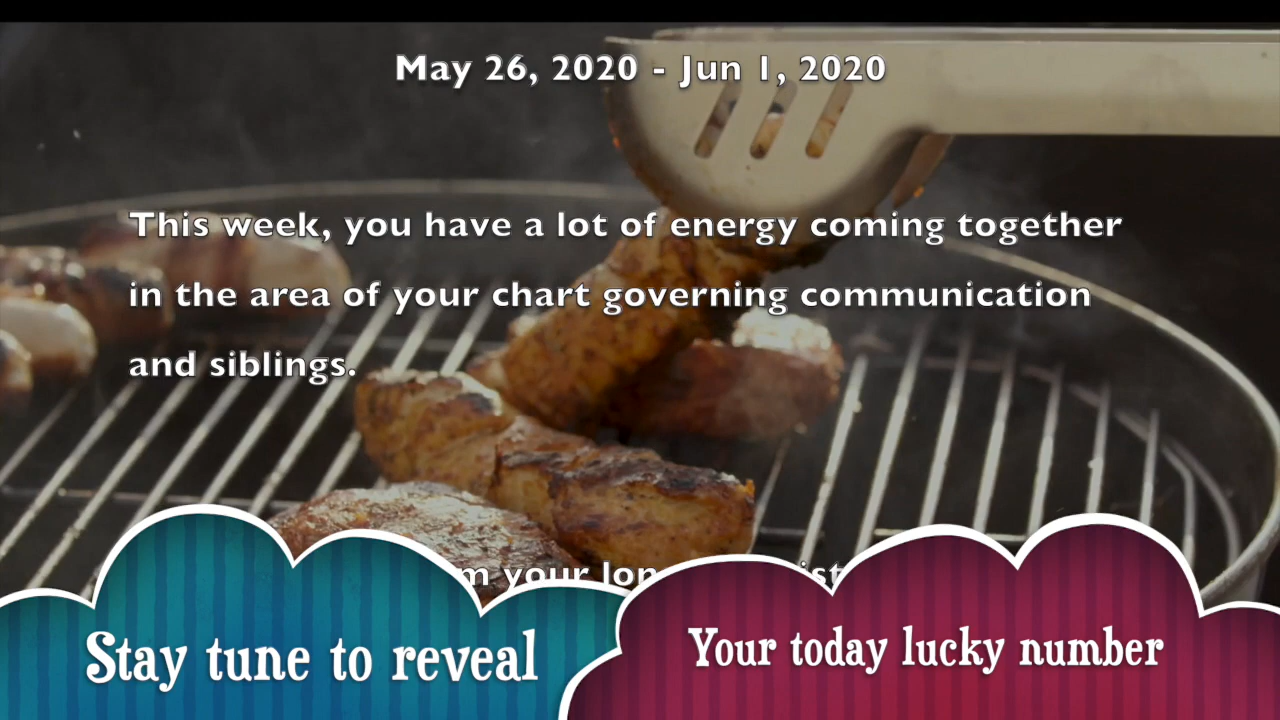 May 26, 2020 - Jun 1, 2020
This week, you have a lot of energy coming together
in the area of your chart governing communication
and siblings.
your
Stay tune to reveal
Your today lucky number